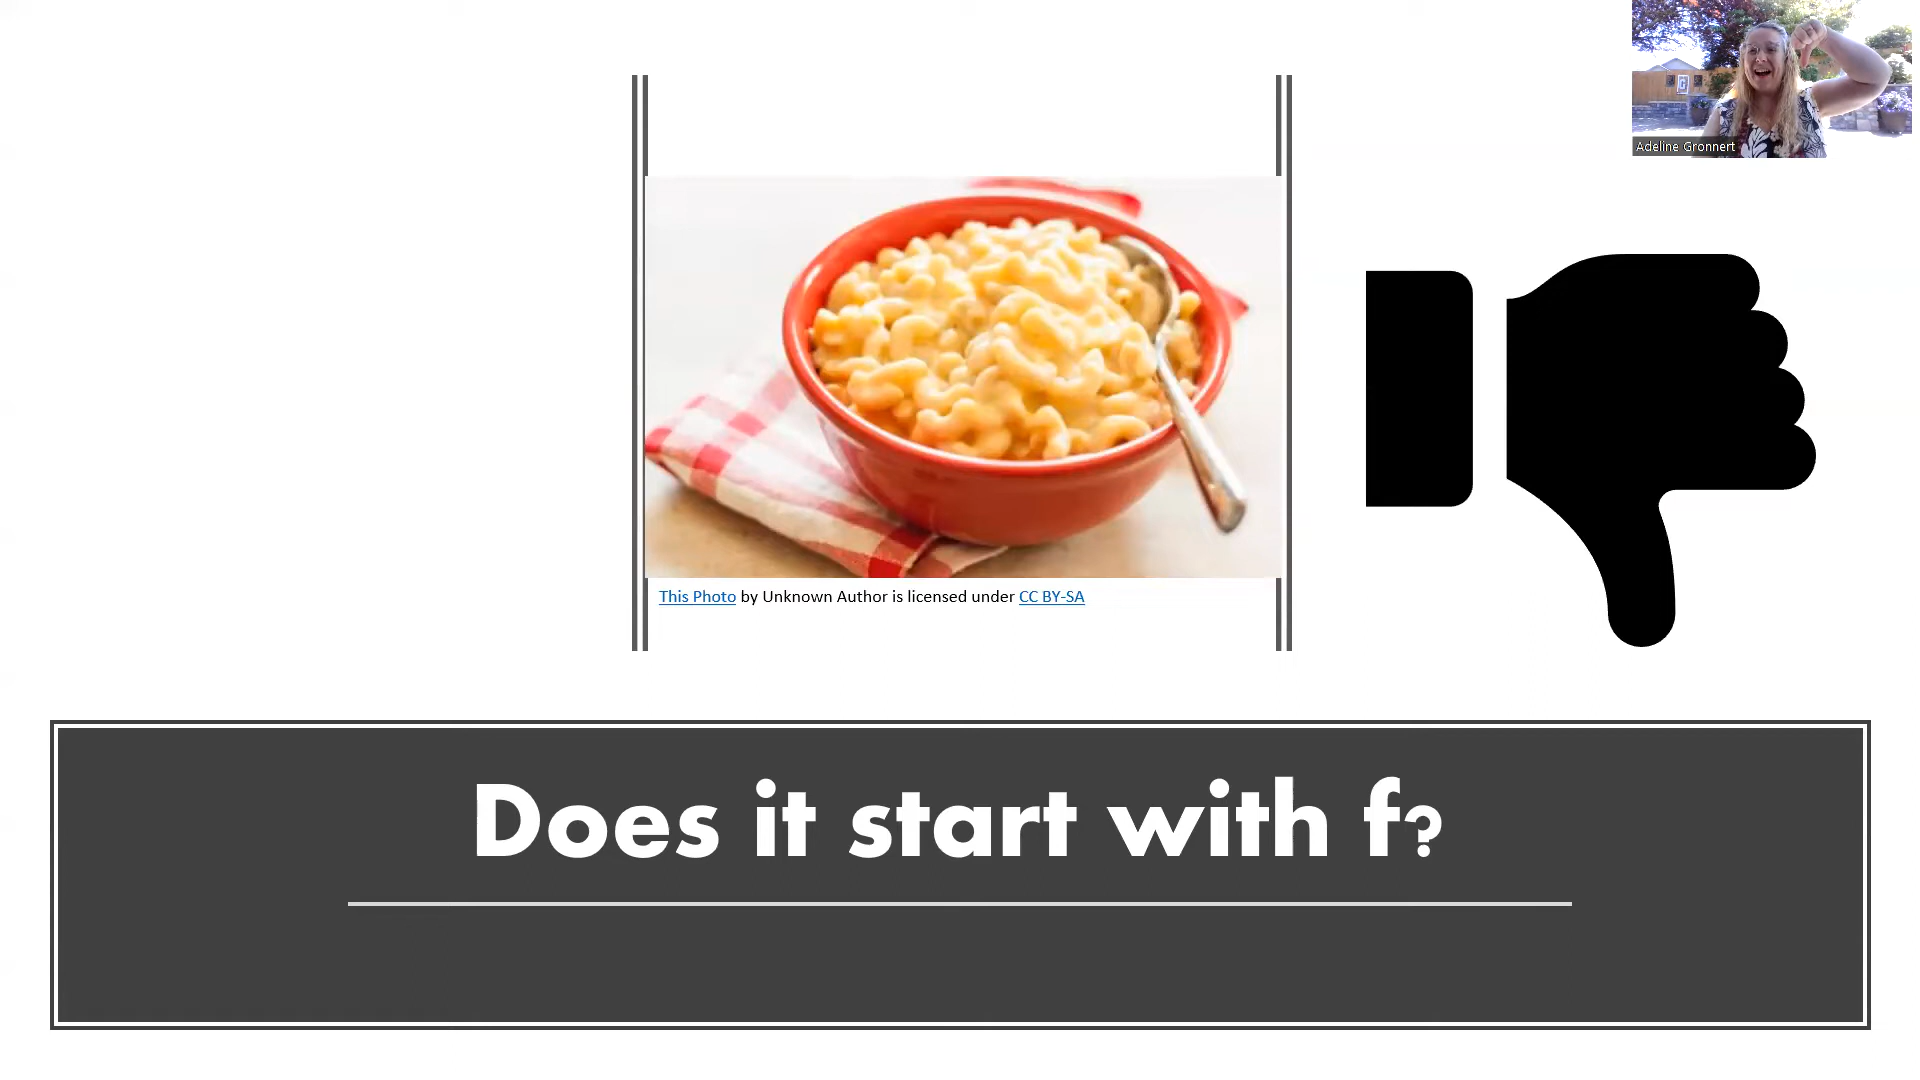 Adeline Gronnert
This Photo by Unknown Author is licensed under CC BY-SA
Does it start with f?